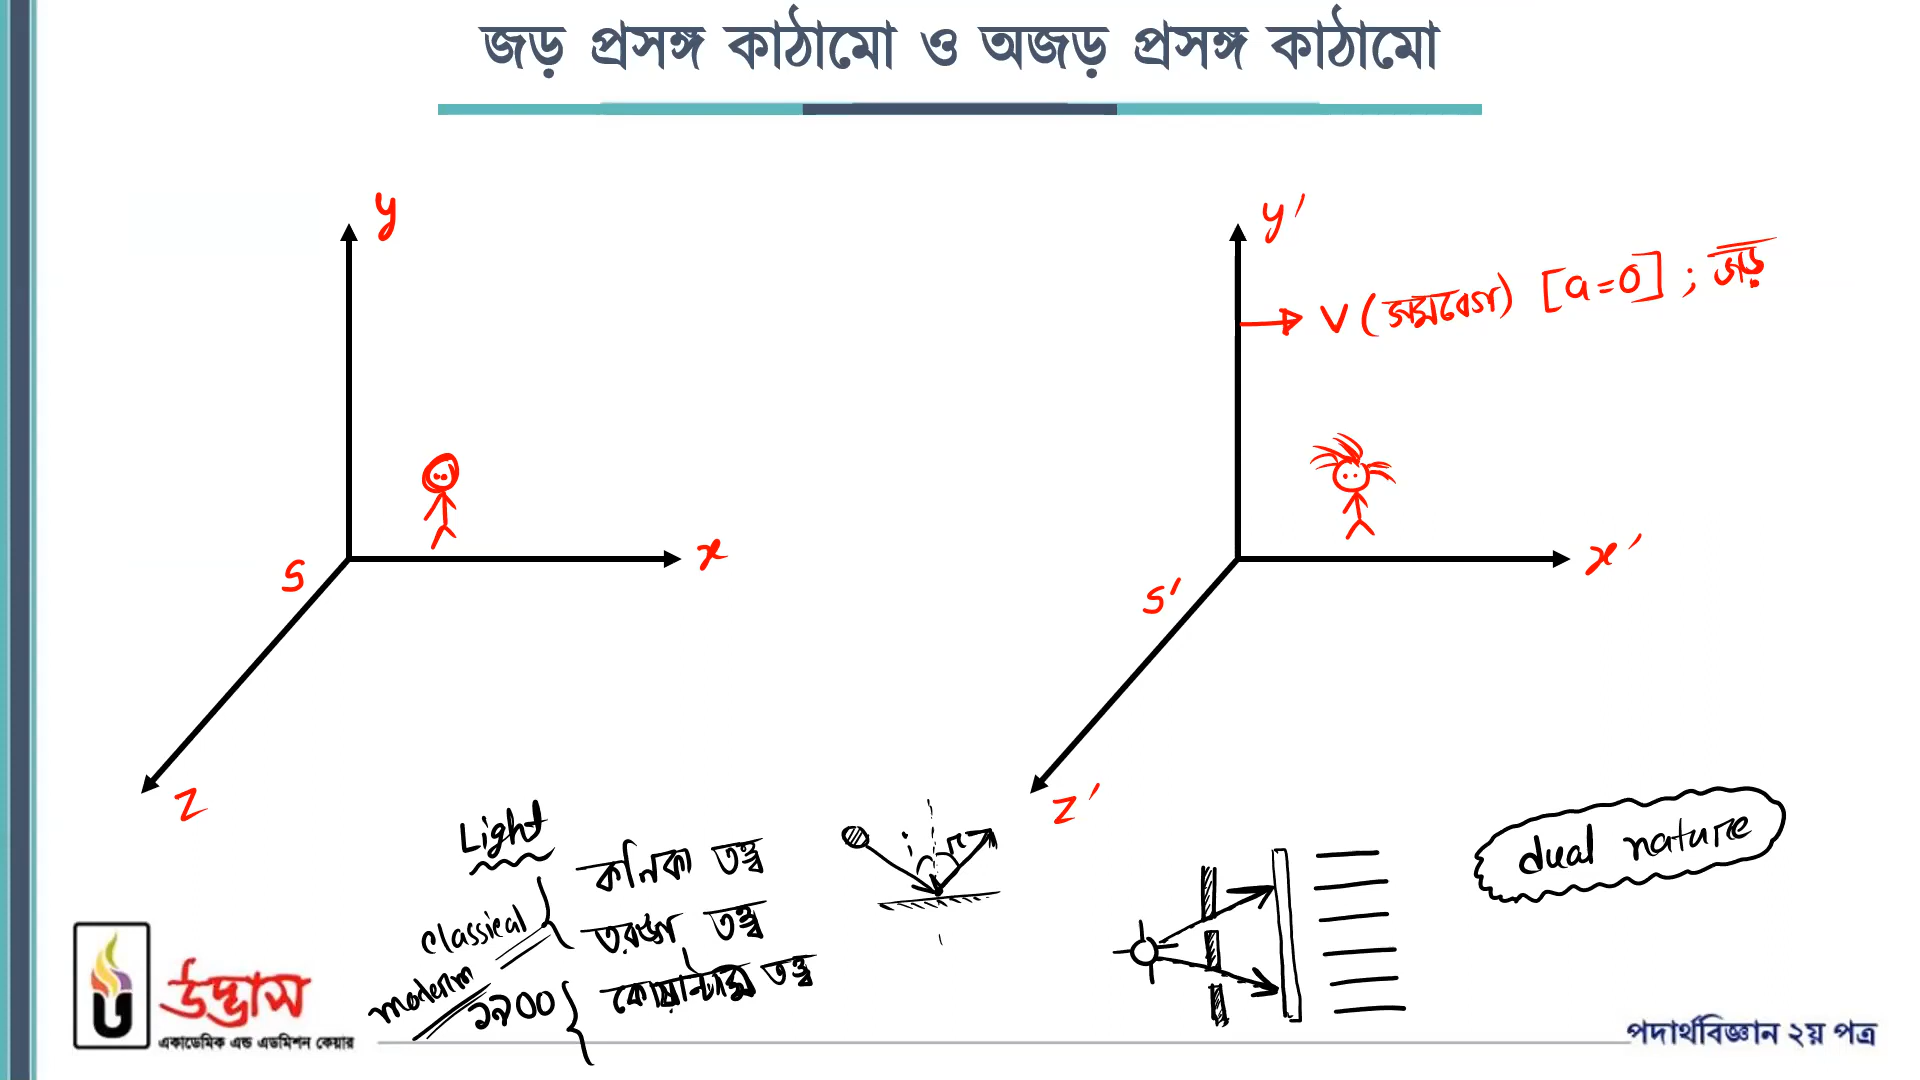 জড় প্রসঙ্গ কাঠামো ও অজড় প্রসঙ্গ কাঠামো
y
y'
V (সমবেগ) [a=0] ; জড়
x
x'
S
S'
z
z'
Light
কনিকা তত্ত্ব
i
r
dual nature
classical
তরঙ্গ তত্ত্ব
modern
১৯০০
কোয়ান্টাম তত্ত্ব
উদ্ভাস
একাডেমিক এন্ড এডমিশন কেয়ার
পদার্থবিজ্ঞান ২য় পত্র